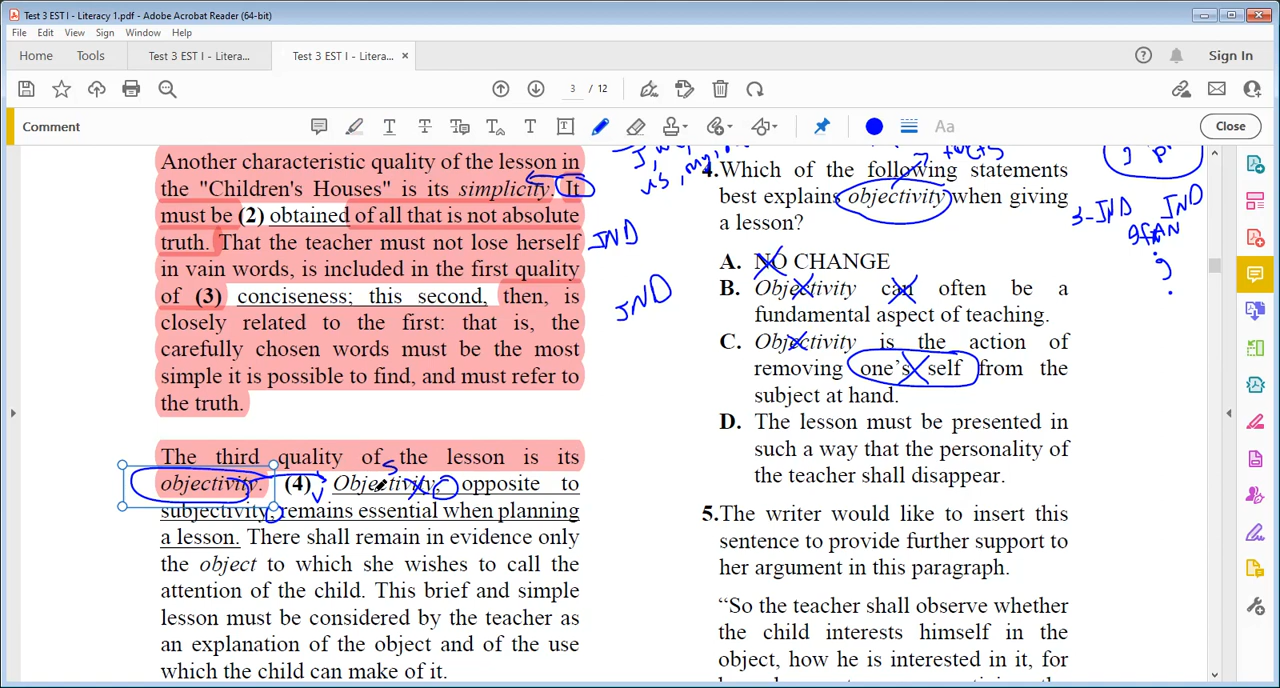 Test 3 EST I - Literacy 1.pdf - Adobe Acrobat Reader (64-bit)
File Edit View Sign Window Help
Home Tools Test 3 EST I - Litera... Test 3 EST I - Litera... × Sign In
3 / 12
Comment Close
Another characteristic quality of the lesson in
the "Children's Houses" is its simplicity. It
must be (2) obtained of all that is not absolute
truth. That the teacher must not lose herself
in vain words, is included in the first quality
of (3) conciseness; this second, then, is
closely related to the first: that is, the
carefully chosen words must be the most
simple it is possible to find, and must refer to
the truth.
The third quality of the lesson is its
objectivity. (4) Objectivity, opposite to
subjectivity, remains essential when planning
a lesson. There shall remain in evidence only
the object to which she wishes to call the
attention of the child. This brief and simple
lesson must be considered by the teacher as
an explanation of the object and of the use
which the child can make of it.
IND
IND
S
V
4. Which of the following statements
best explains objectivity when giving
a lesson?
A. NO CHANGE
B. Objectivity can often be a
fundamental aspect of teaching.
C. Objectivity is the action of
removing one's self from the
subject at hand.
D. The lesson must be presented in
such a way that the personality of
the teacher shall disappear.
5. The writer would like to insert this
sentence to provide further support to
her argument in this paragraph.
"So the teacher shall observe whether
the child interests himself in the
object, how he is interested in it, for
3-IND IND